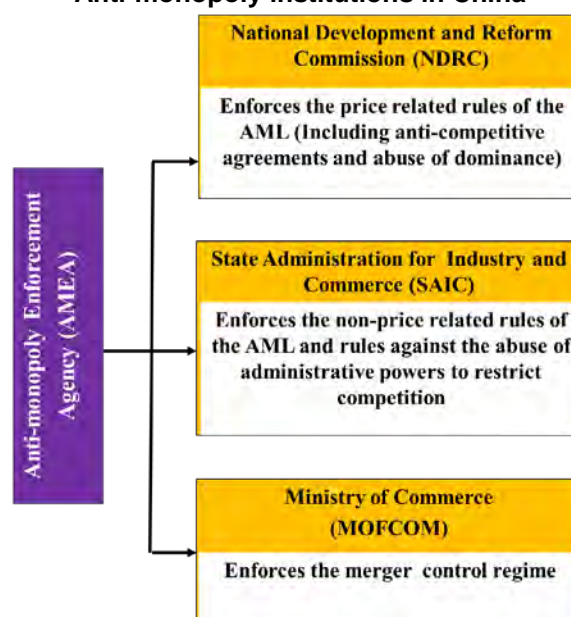 Anti-monopoly institutions in China
National Development and Reform
Commission (NDRC)
Enforces the price related rules of the
AML (Including anti-competitive
agreements and abuse of dominance)
Anti-monopoly Enforcement
Agency (AMEA)
State Administration for Industry and
Commerce (SAIC)
Enforces the non-price related rules of
the AML and rules against the abuse of
administrative powers to restrict
competition
Ministry of Commerce
(MOFCOM)
Enforces the merger control regime